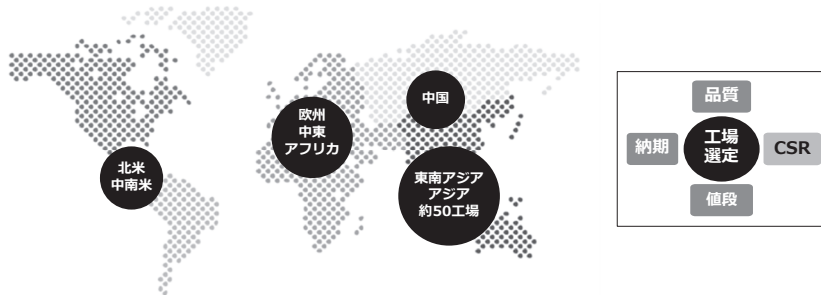 北米
中南米
欧州
中東
アフリカ
中国
東南アジア
アジア
約50工場
品質
納期
工場
選定
CSR
値段